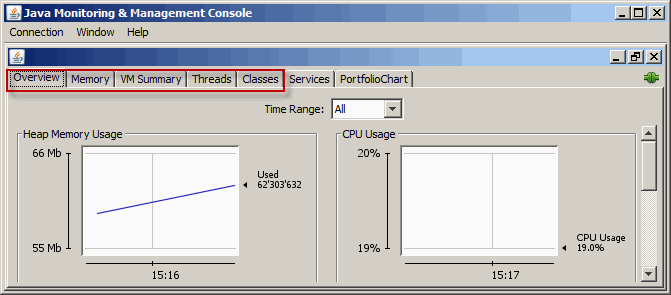 Java Monitoring & Management Console
Connection Window Help
Overview Memory VM Summary Threads Classes Services PortfolioChart
Time Range: All
Heap Memory Usage
66 Mb
Used
62'303'632
55 Mb
15:16
CPU Usage
20%
CPU Usage
19.0%
19%
15:17